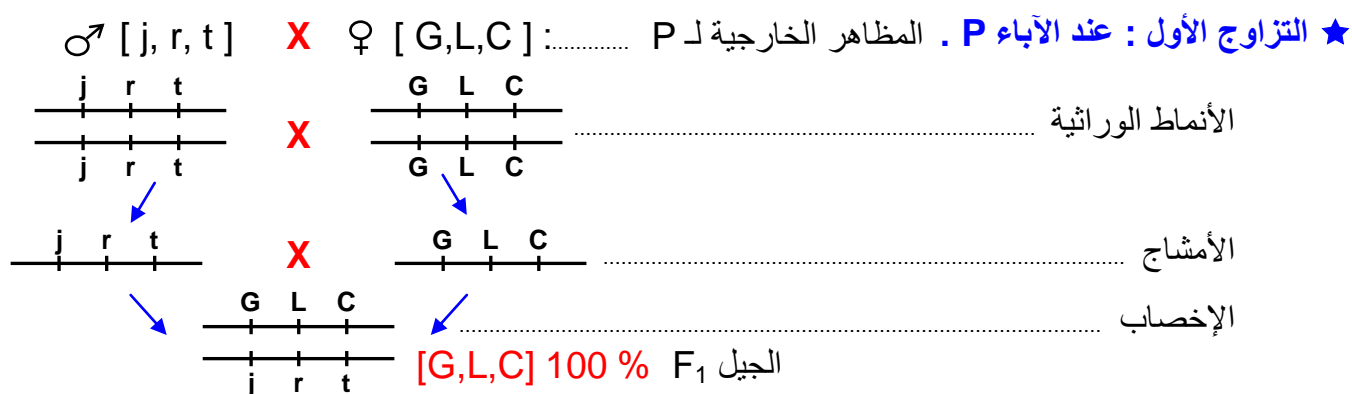 ★ التزاوج الأول : عند الآباء P . المظاهر الخارجية لـ P ............: ♀ [ G,L,C ] X ♂ [ j, r, t ]
j r t G L C
الأنماط الوراثية ............ X
j r t G L C
j r t G L C
الأمشاج ............ X
G L C
الإخصاب ............
الجيل F₁ [G,L,C] 100 %
j r t